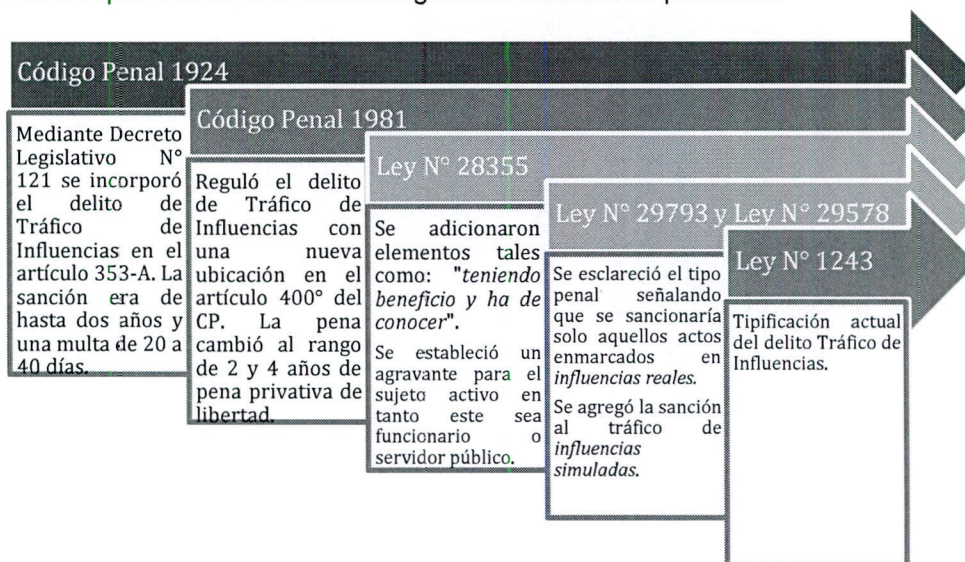 Código Penal 1924
Mediante Decreto
Legislativo N°
121 se incorporó
el delito de
Tráfico de
Influencias en el
artículo 353-A. La
sanción era de
hasta dos años y
una multa de 20 a
40 días.
Código Penal 1981
Reguló el delito
de Tráfico de
Influencias con
una nueva
ubicación en el
artículo 400° del
CP. La pena
cambió al rango
de 2 y 4 años de
pena privativa de
libertad.
Ley N° 28355
Se adicionaron
elementos tales
como: "teniendo
beneficio y ha de
conocer".
Se estableció un
agravante para el
sujeto activo en
tanto este sea
funcionario o
servidor público.
Ley N° 29793 y Ley N° 29578
Se esclareció el tipo
penal señalando
que se sancionaría
solo aquellos actos
enmarcados en
influencias reales.
Se agregó la sanción
al tráfico de
influencias
simuladas.
Ley N° 1243
Tipificación actual
del delito Tráfico de
Influencias.